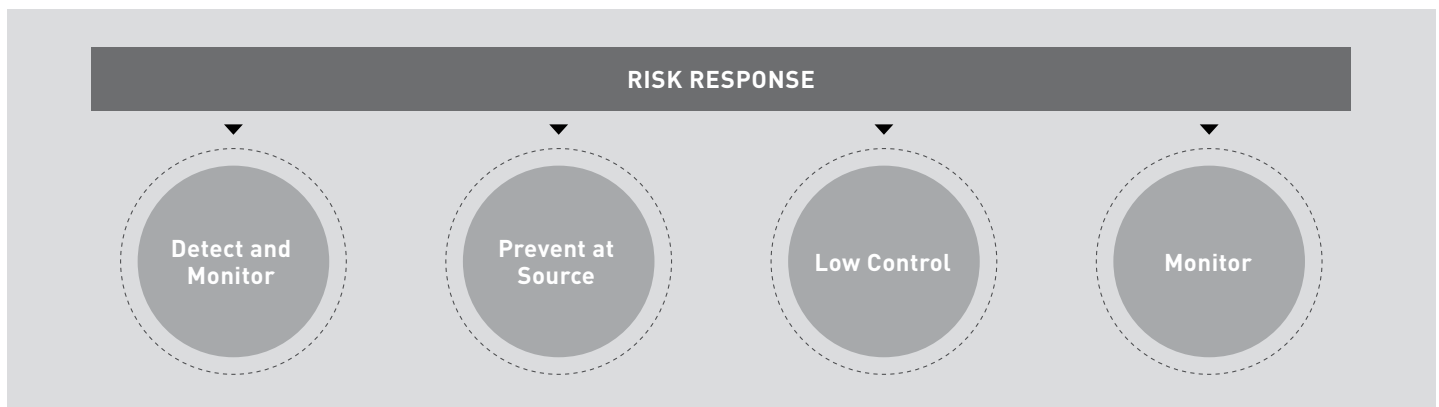 RISK RESPONSE
Detect and
Monitor
Prevent at
Source
Low Control
Monitor